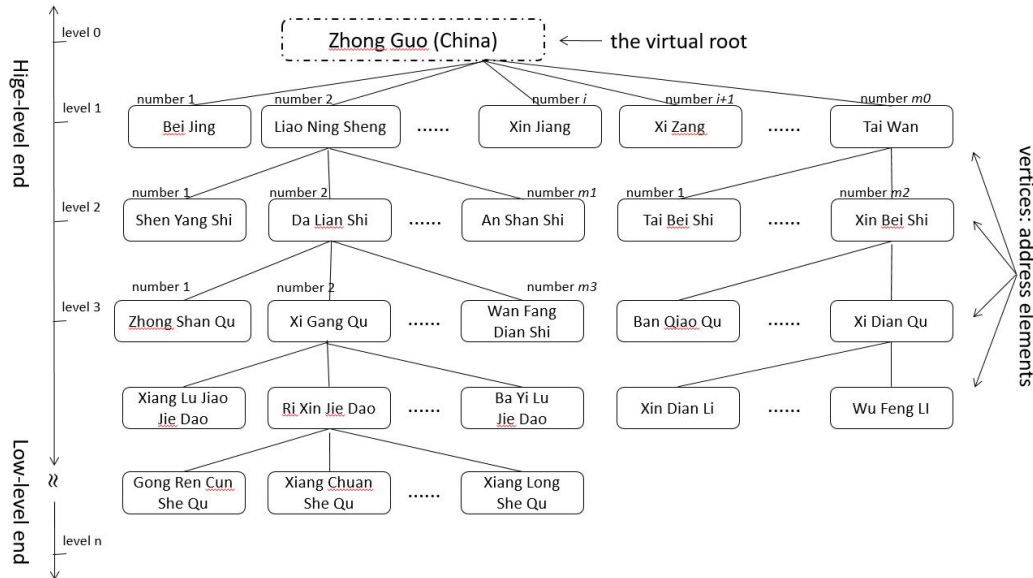 level 0
Zhong Guo (China)
the virtual root
Hige-level end
level 1
number 1
number 2
number i
number i+1
number m0
Bei Jing
Liao Ning Sheng
......
Xin Jiang
Xi Zang
......
Tai Wan
vertices: address elements
level 2
number 1
number 2
number m1
number 1
number m2
Shen Yang Shi
Da Lian Shi
......
An Shan Shi
Tai Bei Shi
......
Xin Bei Shi
level 3
number 1
number 2
number m3
Zhong Shan Qu
Xi Gang Qu
......
Wan Fang
Dian Shi
Ban Qiao Qu
......
Xi Dian Qu
Xiang Lu Jiao
Jie Dao
Ri Xin Jie Dao
......
Ba Yi Lu
Jie Dao
Xin Dian Li
......
Wu Feng LI
Low-level end
≈
Gong Ren Cun
She Qu
Xiang Chuan
She Qu
......
Xiang Long
She Qu
level n